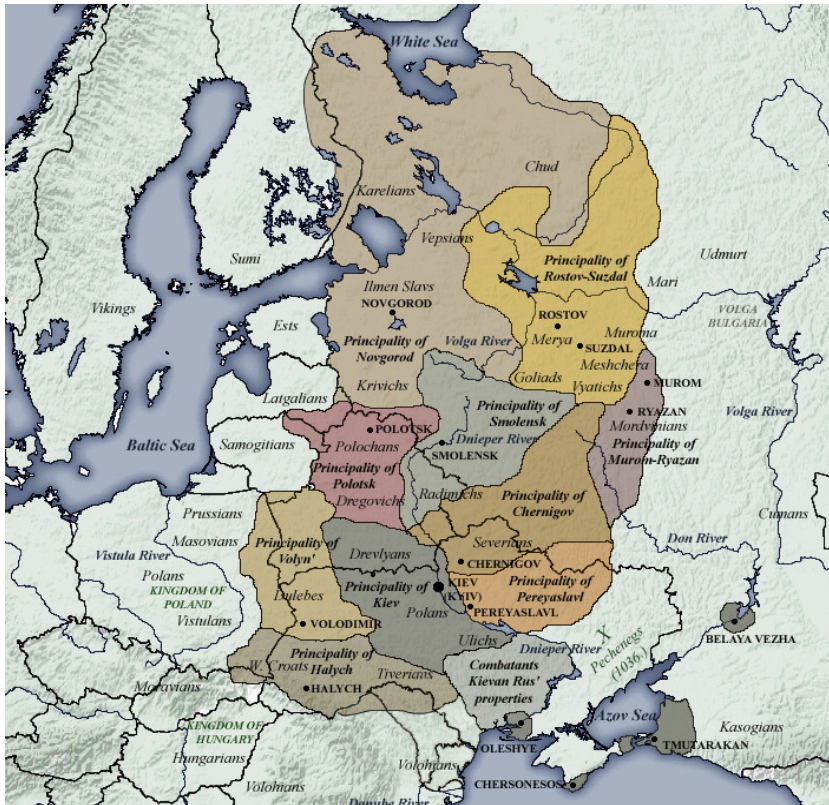 White Sea
Chud
Karelians
Vepsians
Sumi
Principality of
Rostov-Suzdal
Udmurt
Mari
Ilmen Slavs
NOVGOROD
Vikings
ROSTOV
VOLGA
BULGARIA
Ests
Principality of
Novgorod
Volga River
Merya
Muroma
SUZDAL
Meshchera
Goliads
Vyatichs
MUROM
Krivichs
Latgalians
Principality of
Smolensk
RYAZAN
Mordvinians
Volga River
POLOTSK
Baltic Sea
Samogitians
Polochans
Dnieper River
SMOLENSK
Principality of
Murom-Ryazan
Principality of
Polotsk
Radimichs
Dregovichs
Principality of
Chernigov
Prussians
Cumans
Masovians
Don River
Vistula River
Principality of
Volyn'
Drevlyans
Severians
CHERNIGOV
Polans
KINGDOM OF
POLAND
Dulebes
Principality of
Kiev
KIEV
(KYIV)
Principality of
Pereyaslavl
Polans
PEREYASLAVL
Vistulans
VOLODIMIR
Ulichs
BELAYA VEZHA
Dnieper River
X
Pechenegs
(1036.)
Principality of
Halych
W. Croats
Tiverians
Combatants
Kievan Rus'
properties
Moravians
HALYCH
Azov Sea
KINGDOM OF
HUNGARY
Kasogians
OLESHYE
TMUTARAKAN
Hungarians
Volohians
CHERSONESOS
Volohians
Danube River